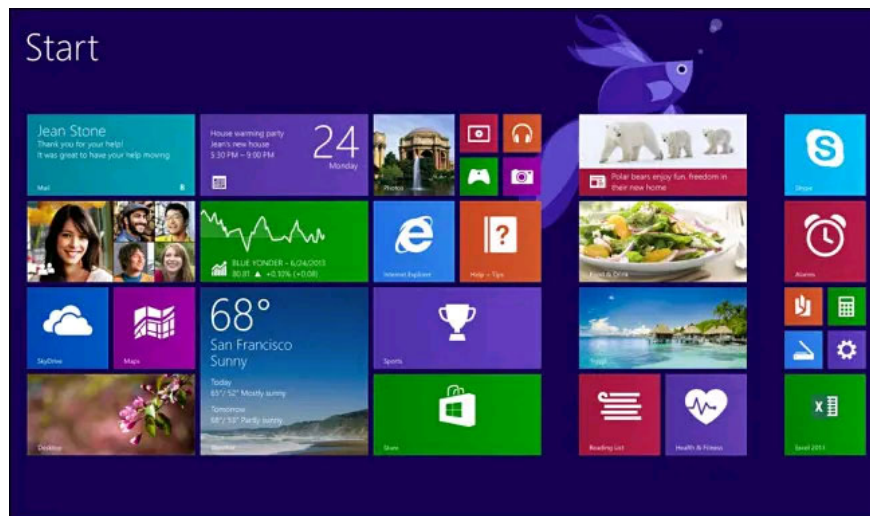 Start
Jean Stone
Thank you for your help!
It was great to have your help moving.
Mail
8
House warming party
Jean's new house
5:30 PM – 9:00 PM
24
Monday
Photos
Polar bears enjoy fun, freedom in
their new home
Skype
BLUE YONDER – 6/24/2013
80.81 ▲ +0.10% (+0.08)
Internet Explorer
Help + Tips
Food & Drink
Alarms
SkyDrive
Maps
68°
San Francisco
Sunny
Today
65°/ 52° Mostly sunny
Tomorrow
68°/ 53° Partly sunny
Weather
Sports
Travel
Desktop
Store
Reading List
Health & Fitness
Excel 2013